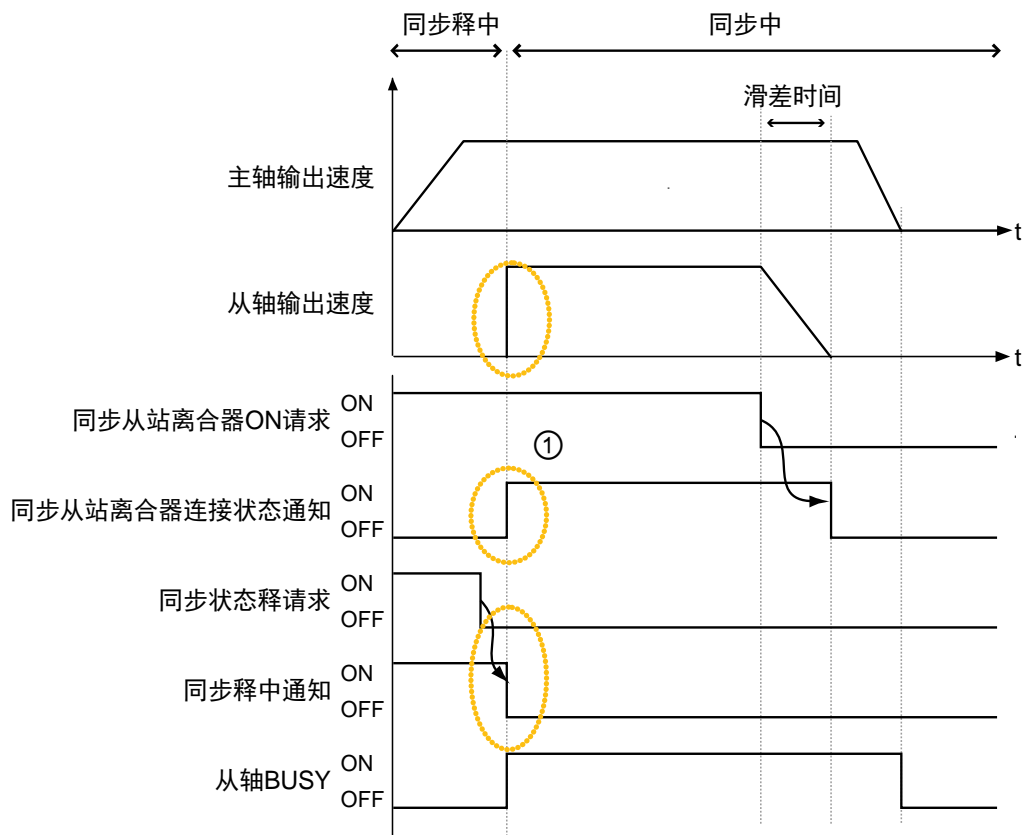 同步释中
同步中
滑差时间
主轴输出速度
t
从轴输出速度
t
同步从站离合器ON请求
ON
OFF
①
同步从站离合器连接状态通知
ON
OFF
同步状态释请求
ON
OFF
同步释中通知
ON
OFF
从轴BUSY
ON
OFF